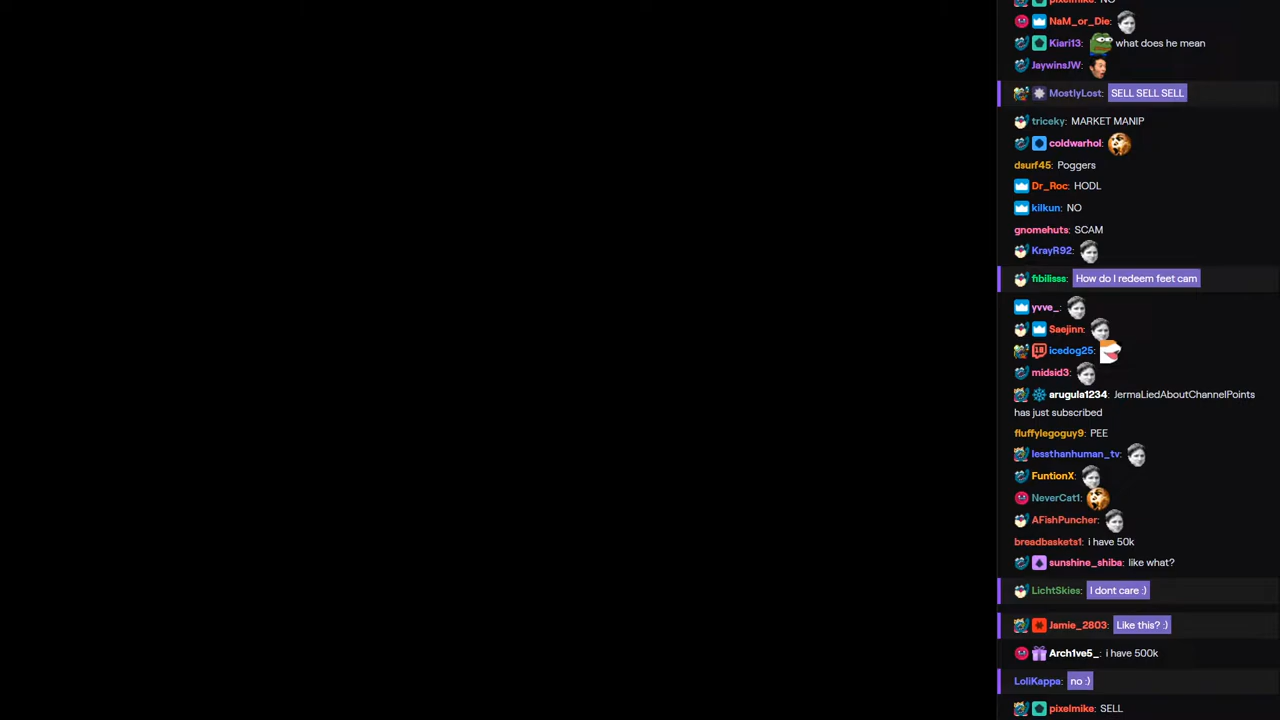 pixelmike: NO
NaM_or_Die:
Kiari13: what does he mean
JaywinsJW:
MostlyLost: SELL SELL SELL
triceky: MARKET MANIP
coldwarhol:
dsurf45: Poggers
Dr_Roc: HODL
kilkun: NO
gnomehuts: SCAM
KrayR92:
fibilisss: How do I redeem feet cam
yvve_:
Saejinn:
icedog25:
midsid3:
arugula1234: JermaLiedAboutChannelPoints
has just subscribed
fluffylegoguy9: PEE
lessthanhuman_tv:
FuntionX:
NeverCat1:
AFishPuncher:
breadbaskets1: i have 50k
sunshine_shiba: like what?
LichtSkies: I dont care :)
Jamie_2803: Like this? :)
Arch1ve5_: i have 500k
LoliKappa: no :)
pixelmike: SELL